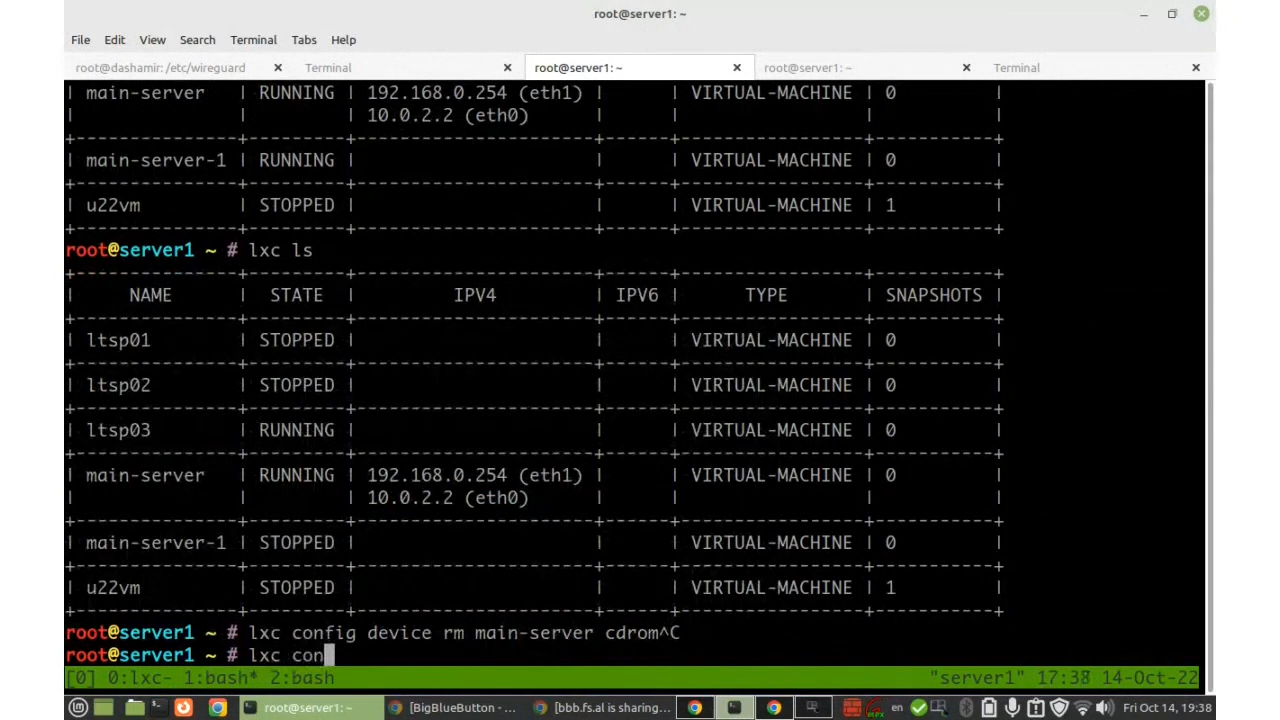 root@server1: ~
File Edit View Search Terminal Tabs Help
root@dashamir: /etc/wireguard × Terminal × root@server1: ~ × root@server1: ~ × Terminal ×
| main-server | RUNNING | 192.168.0.254 (eth1) | | VIRTUAL-MACHINE | 0 |
| | | 10.0.2.2 (eth0) | | | |
+----------------+---------+----------------------+------+-----------------+-----------+
| main-server-1 | RUNNING | | | VIRTUAL-MACHINE | 0 |
+----------------+---------+----------------------+------+-----------------+-----------+
| u22vm | STOPPED | | | VIRTUAL-MACHINE | 1 |
+----------------+---------+----------------------+------+-----------------+-----------+
root@server1 ~ # lxc ls
+----------------+---------+----------------------+------+-----------------+-----------+
| NAME | STATE | IPV4 | IPV6 | TYPE | SNAPSHOTS |
+----------------+---------+----------------------+------+-----------------+-----------+
| ltsp01 | STOPPED | | | VIRTUAL-MACHINE | 0 |
+----------------+---------+----------------------+------+-----------------+-----------+
| ltsp02 | STOPPED | | | VIRTUAL-MACHINE | 0 |
+----------------+---------+----------------------+------+-----------------+-----------+
| ltsp03 | RUNNING | | | VIRTUAL-MACHINE | 0 |
+----------------+---------+----------------------+------+-----------------+-----------+
| main-server | RUNNING | 192.168.0.254 (eth1) | | VIRTUAL-MACHINE | 0 |
| | | 10.0.2.2 (eth0) | | | |
+----------------+---------+----------------------+------+-----------------+-----------+
| main-server-1 | STOPPED | | | VIRTUAL-MACHINE | 0 |
+----------------+---------+----------------------+------+-----------------+-----------+
| u22vm | STOPPED | | | VIRTUAL-MACHINE | 1 |
+----------------+---------+----------------------+------+-----------------+-----------+
root@server1 ~ # lxc config device rm main-server cdrom^C
root@server1 ~ # lxc con
[0] 0:lxc- 1:bash* 2:bash "server1" 17:38 14-Oct-22
root@server1: ~ [BigBlueButton - ... [bbb.fs.al is sharing... en Fri Oct 14, 19:38